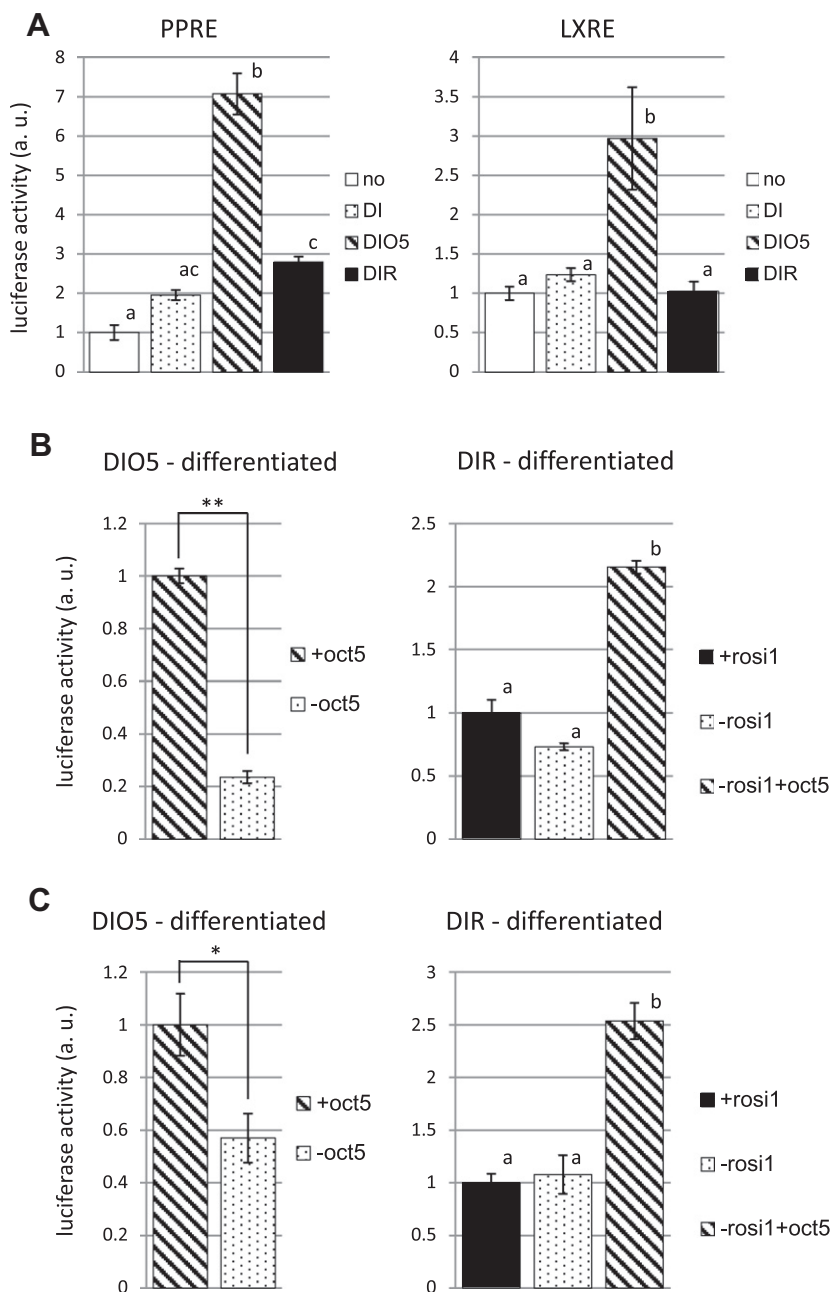 A
PPRE
LXRE
luciferase activity (a. u.)
8
7
6
5
4
3
2
1
0
a
ac
b
c
no
DI
DIO5
DIR
4
3.5
3
2.5
2
1.5
1
0.5
0
a
a
b
a
no
DI
DIO5
DIR
B
DIO5 - differentiated
DIR - differentiated
luciferase activity (a. u.)
1.2
1
0.8
0.6
0.4
0.2
0
**
+oct5
-oct5
2.5
2
1.5
1
0.5
0
a
a
b
+rosi1
-rosi1
-rosi1+oct5
C
DIO5 - differentiated
DIR - differentiated
luciferase activity (a. u.)
1.2
1
0.8
0.6
0.4
0.2
0
*
+oct5
-oct5
3
2.5
2
1.5
1
0.5
0
a
a
b
+rosi1
-rosi1
-rosi1+oct5